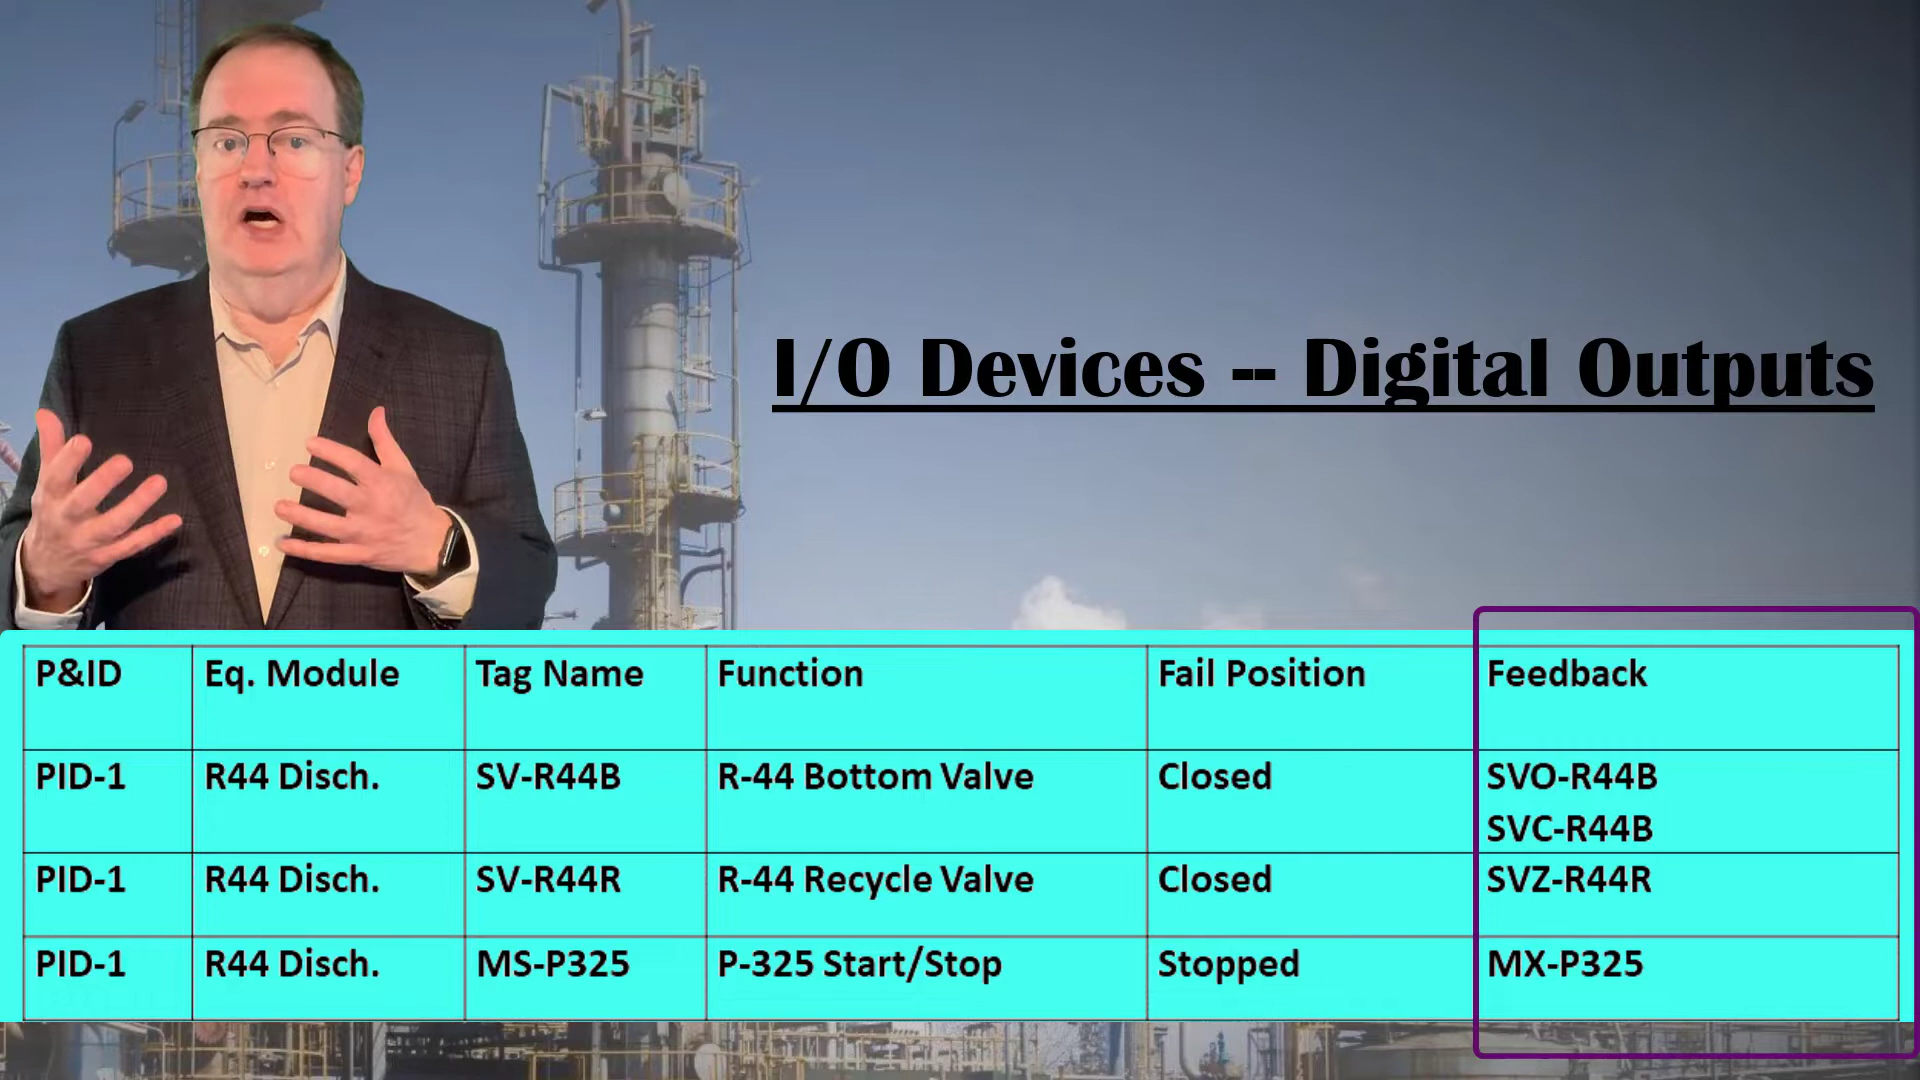 I/O Devices -- Digital Outputs
P&ID Eq. Module Tag Name Function Fail Position Feedback
PID-1 R44 Disch. SV-R44B R-44 Bottom Valve Closed SVO-R44B
SVC-R44B
PID-1 R44 Disch. SV-R44R R-44 Recycle Valve Closed SVZ-R44R
PID-1 R44 Disch. MS-P325 P-325 Start/Stop Stopped MX-P325